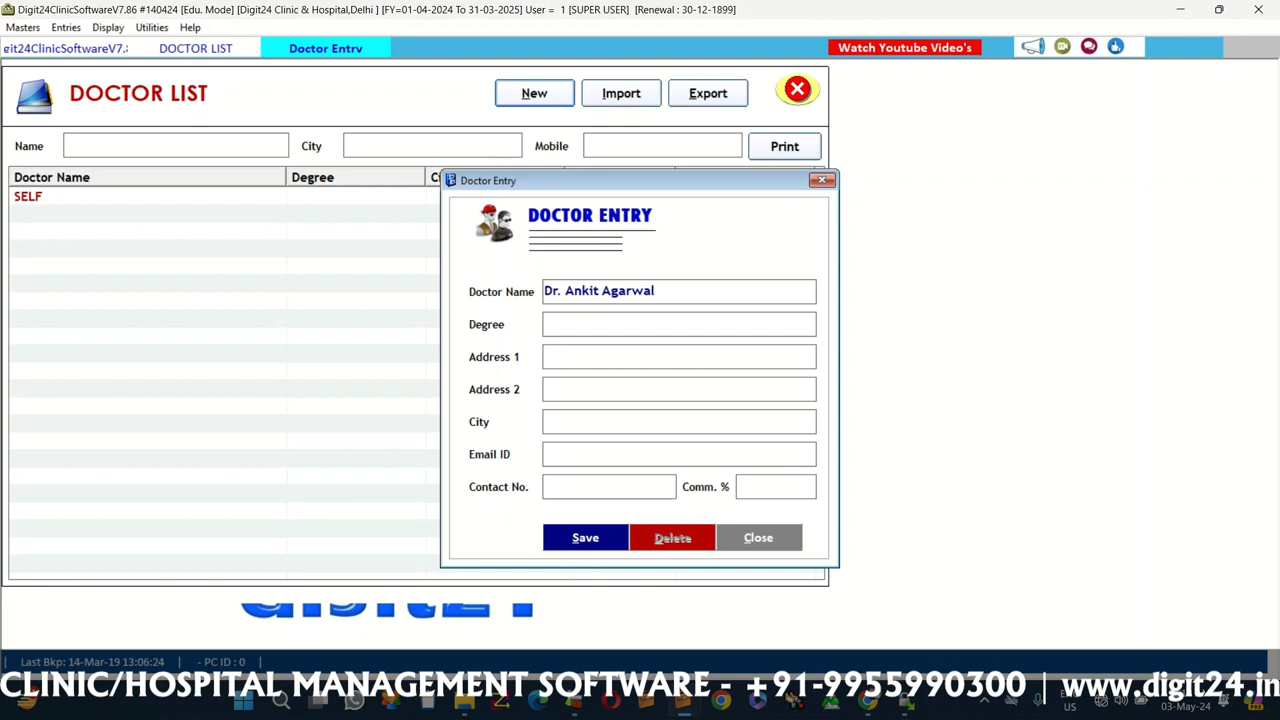 Digit24ClinicSoftwareV7.86 #140424 [Edu. Mode] [Digit24 Clinic & Hospital,Delhi ] [FY=01-04-2024 To 31-03-2025] User = 1 [SUPER USER] [Renewal : 30-12-1899]
Masters Entries Display Utilities Help
git24ClinicSoftwareV7.8 DOCTOR LIST Doctor Entry Watch Youtube Video's
DOCTOR LIST New Import Export
Name City Mobile Print
Doctor Name Degree
SELF
Doctor Entry
DOCTOR ENTRY
Doctor Name Dr. Ankit Agarwal
Degree
Address 1
Address 2
City
Email ID
Contact No. Comm. %
Save Delete Close
Last Bkp: 14-Mar-19 13:06:24 - PC ID : 0
CLINIC/HOSPITAL MANAGEMENT SOFTWARE - +91-9955990300 | www.digit24.in
US 03-May-24